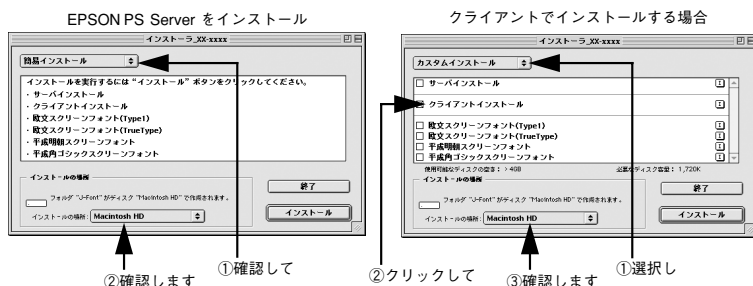 EPSON PS Server をインストール
インストーラ_XX-xxxx
簡易インストール
インストールを実行するには“インストール”ボタンをクリックしてください。
・サーバインストール
・クライアントインストール
・欧文スクリーンフォント(Type1)
・欧文スクリーンフォント(TrueType)
・平成明朝スクリーンフォント
・平成角ゴシックスクリーンフォント
インストールの場所
フォルダ “J-Font”がディスク “Macintosh HD”で作成されます。
インストールの場所: Macintosh HD
終了
インストール
①確認して
②確認します
クライアントでインストールする場合
インストーラ_XX-xxxx
カスタムインストール
サーバインストール
クライアントインストール
欧文スクリーンフォント(Type1)
欧文スクリーンフォント(TrueType)
平成明朝スクリーンフォント
平成角ゴシックスクリーンフォント
使用可能なディスクの空き: > 4GB 必要なディスク容量: 1,720K
インストールの場所
フォルダ “J-Font”がディスク “Macintosh HD”で作成されます。
インストールの場所: Macintosh HD
終了
インストール
①選択し
②クリックして
③確認します